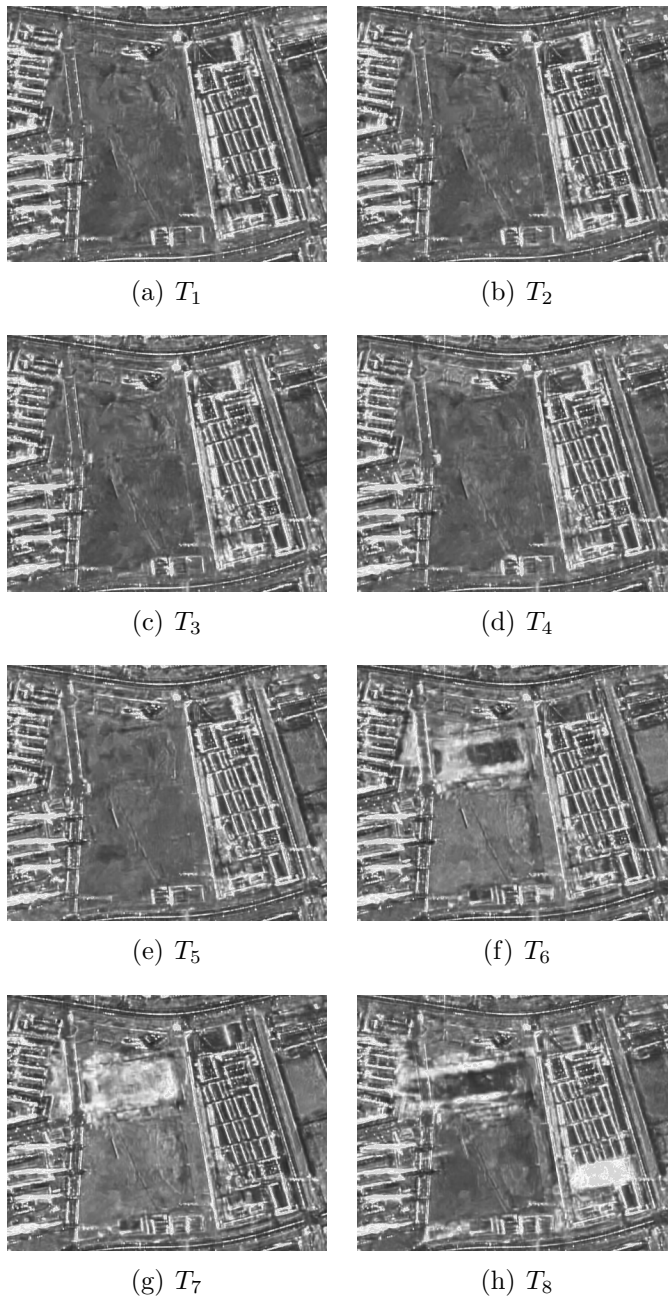 (a) T₁
(b) T₂
(c) T₃
(d) T₄
(e) T₅
(f) T₆
(g) T₇
(h) T₈